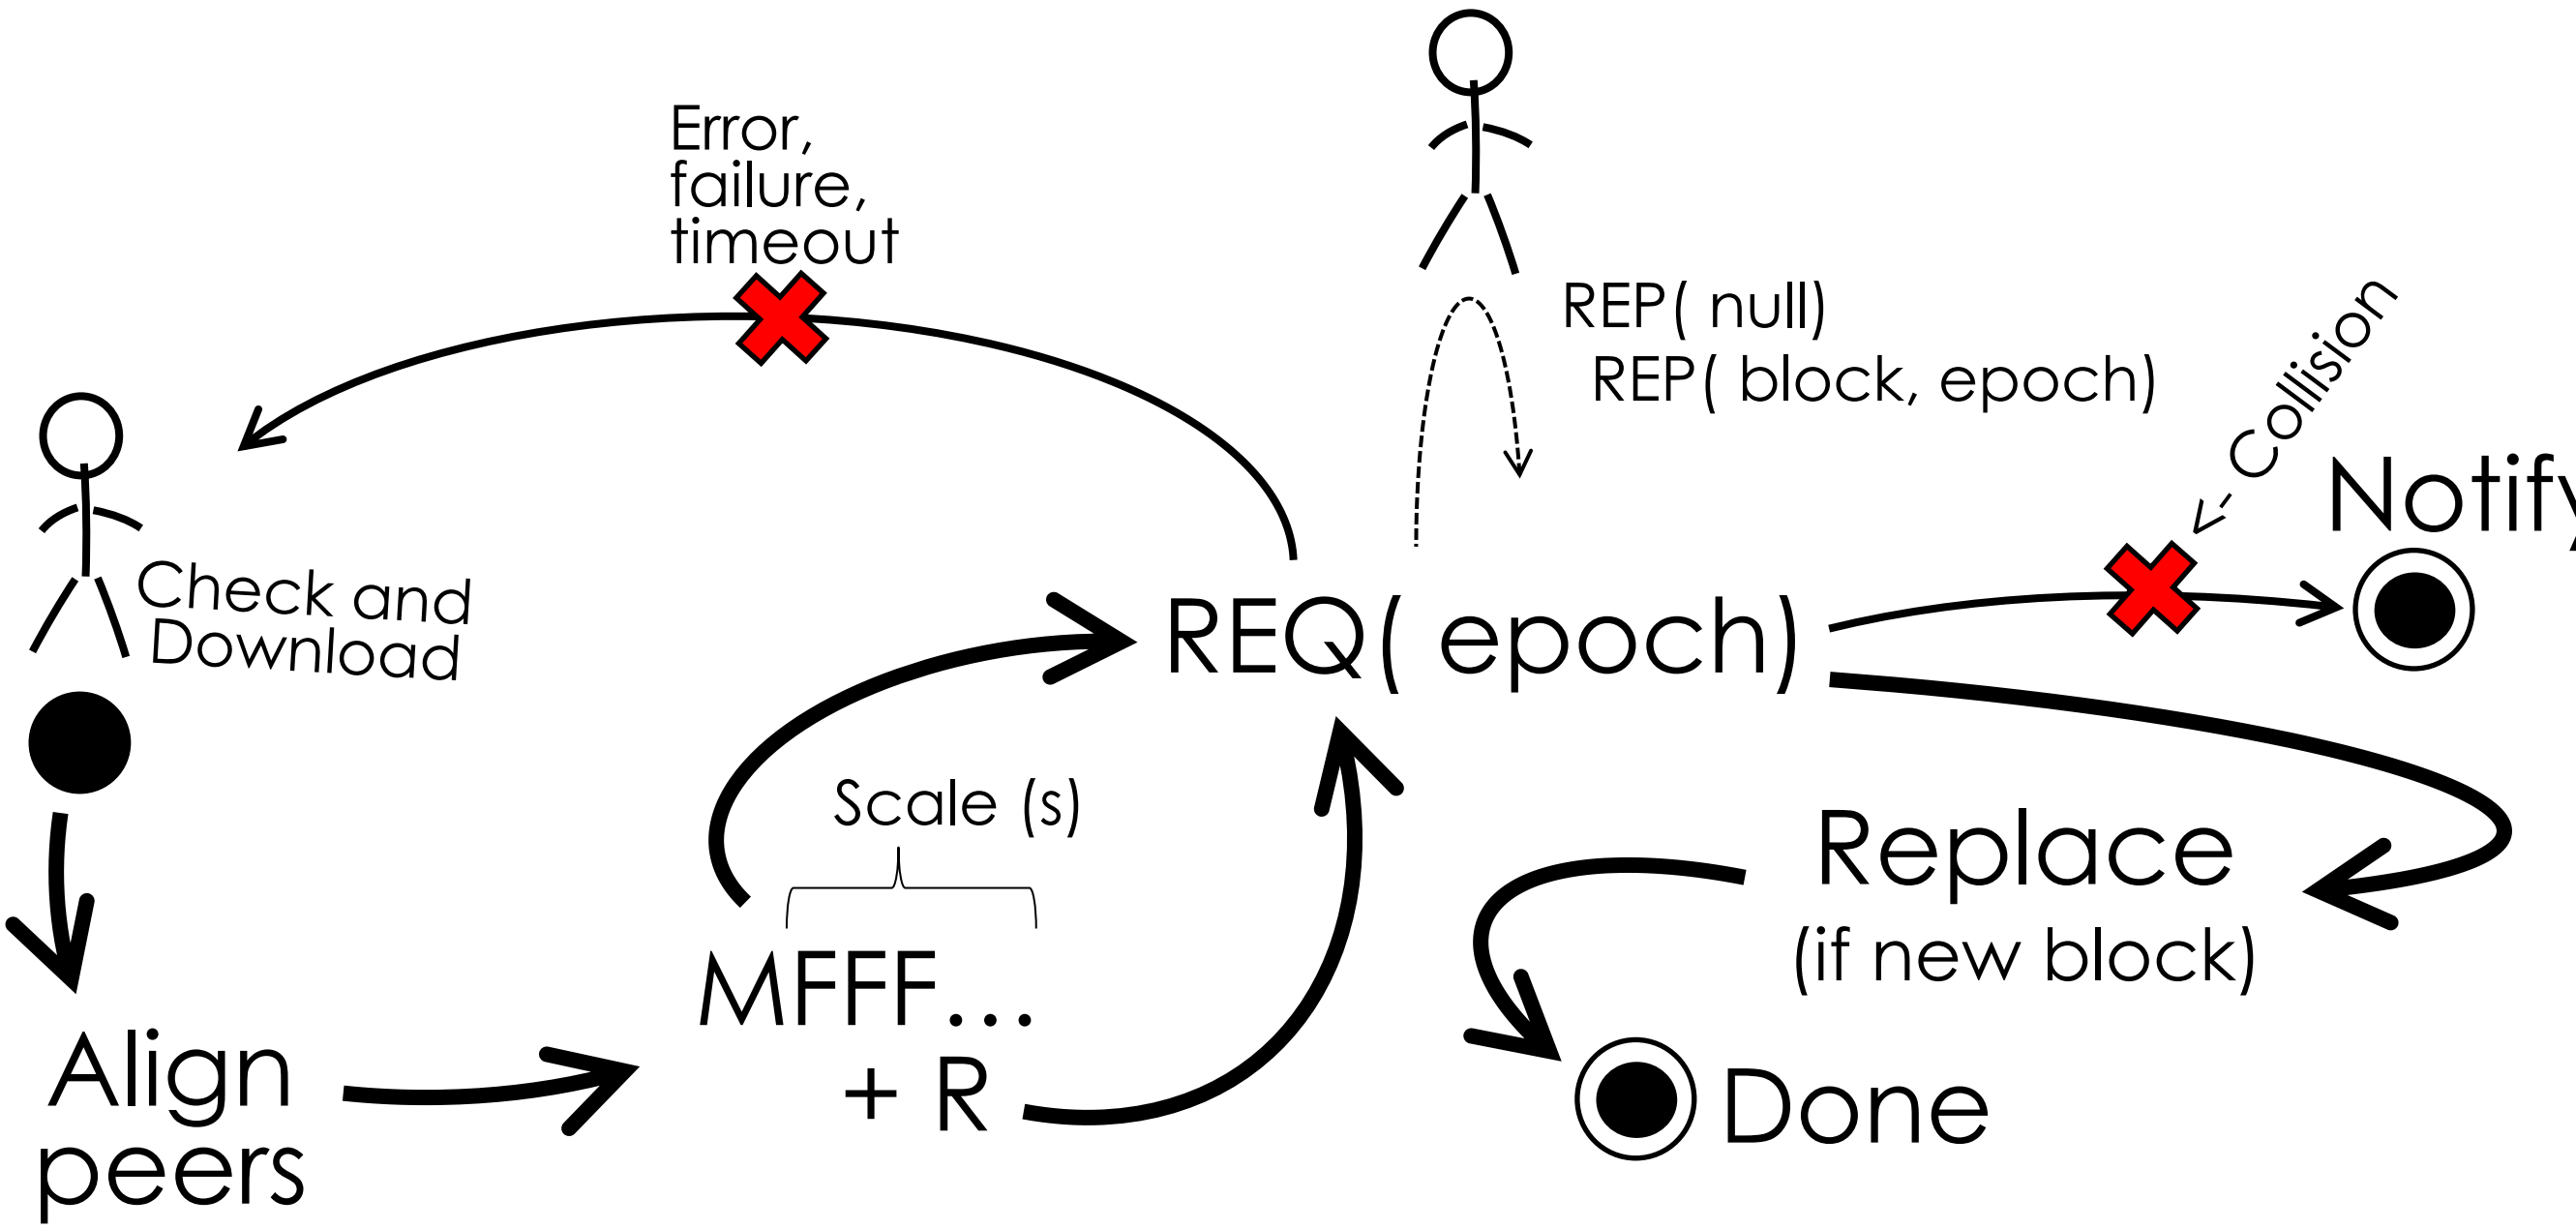 Error,
failure,
timeout
REP( null)
REP( block, epoch)
Collision
Notify
Check and
Download
REQ( epoch)
Scale (s)
Replace
(if new block)
MFFF...
+ R
Align
peers
Done